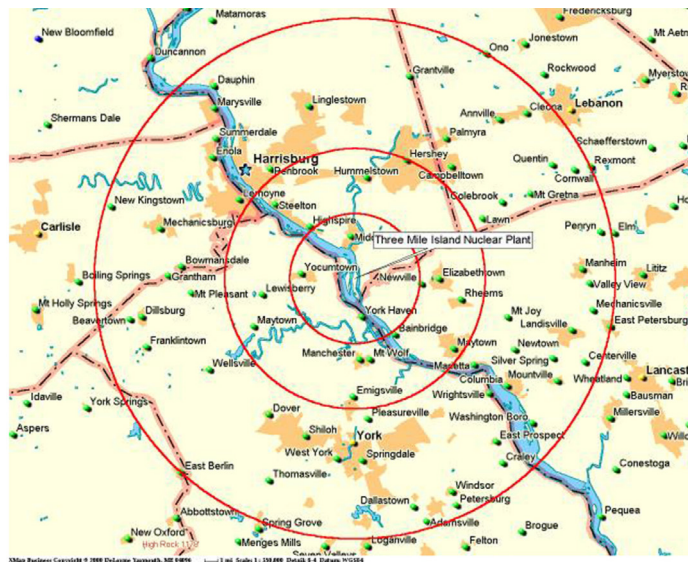 Fredericksburg
Matamoras
New Bloomfield
Jonestown
Mt Aetn
Ono
Duncannon
Rockwood
Grantville
Dauphin
Myerstow
Marysville
Linglestown
Cleona
Lebanon
Annville
Shermans Dale
Summerdale
Palmyra
Schaefferstown
Enola
Harrisburg
Hershey
Quentin
Rexmont
Penbrook
Hummelstown
Campbelltown
Cornwall
Lemoyne
Colebrook
Mt Gretna
New Kingstown
Steelton
Mechanicsburg
Highspire
Lawn
Carlisle
Midd
Penryn
Elm
Three Mile Island Nuclear Plant
Bowmansdale
Yocumtown
Manheim
Lititz
Boiling Springs
Grantham
Newville
Elizabethtown
Valley View
Mt Pleasant
Lewisberry
Rheems
Mt Holly Springs
Dillsburg
York Haven
Mt Joy
Mechanicsville
Beavertown
Maytown
Bainbridge
Landisville
East Petersburg
Franklintown
Manchester
Mt Wolf
Maytown
Newtown
Silver Spring
Centerville
Wellsville
Marietta
Columbia
Mountville
Wheatland
Lancast
Idaville
York Springs
Emigsville
Wrightsville
Bausman
Bri
Dover
Pleasureville
Washington Boro
Millersville
Aspers
Shiloh
York
East Prospect
Willo
West York
Springdale
Craley
East Berlin
Thomasville
Conestoga
Windsor
Dallastown
Petersburg
Abbottstown
Adamsville
Pequea
New Oxford
Spring Grove
Brogue
High Rock
Menges Mills
Seven Valleys
Loganville
Felton